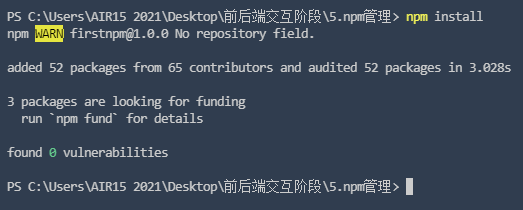 PS C:\Users\AIR15 2021\Desktop\前后端交互阶段\5.npm管理> npm install
npm WARN firstnpm@1.0.0 No repository field.
added 52 packages from 65 contributors and audited 52 packages in 3.028s
3 packages are looking for funding
  run `npm fund` for details
found 0 vulnerabilities
PS C:\Users\AIR15 2021\Desktop\前后端交互阶段\5.npm管理>